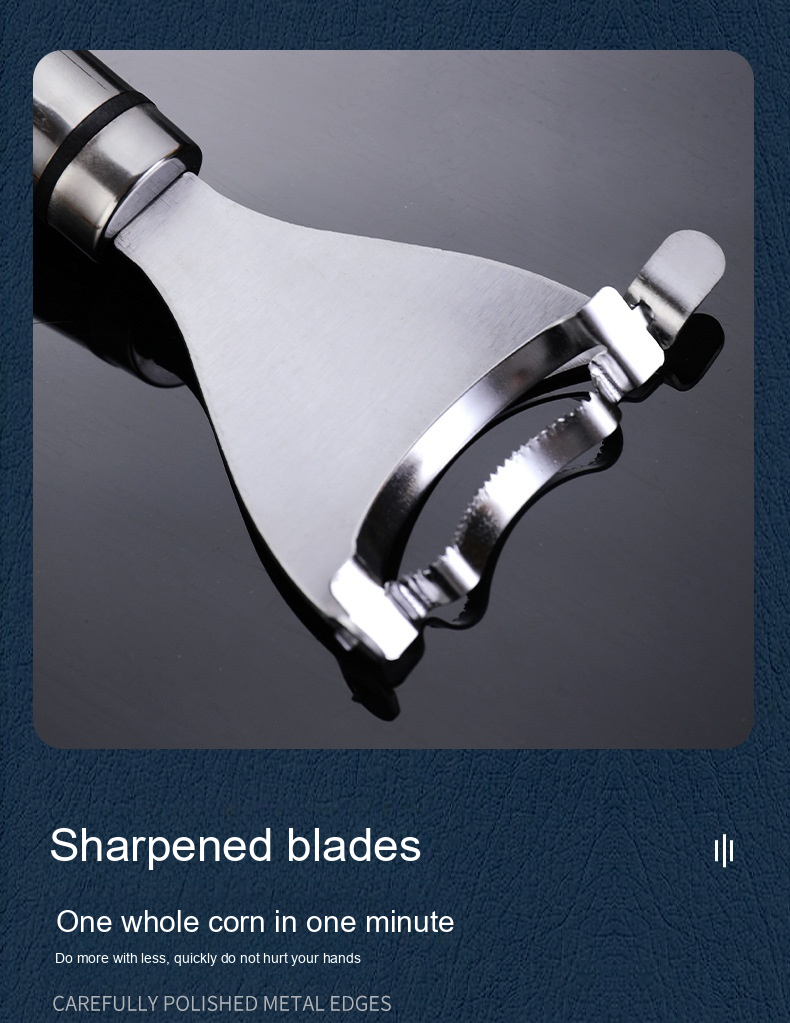 Sharpened blades
One whole corn in one minute
Do more with less, quickly do not hurt your hands
CAREFULLY POLISHED METAL EDGES